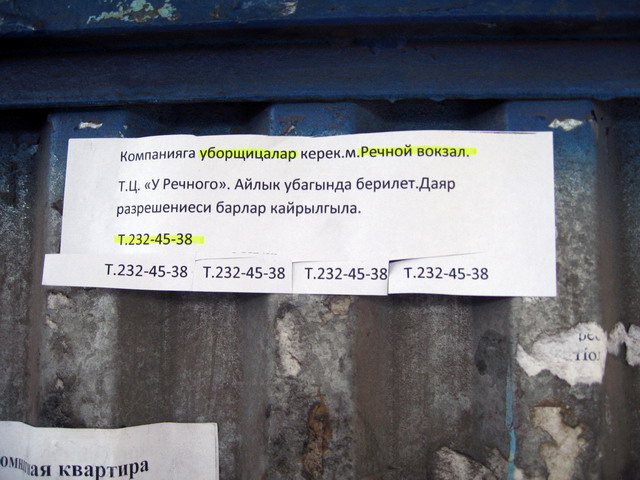 Компанияга уборщицалар керек.м.Речной вокзал.
Т.Ц. «У Речного». Айлык убагында берилет.Даяр
разрешениеси барлар кайрылгыла.
Т.232-45-38
Т.232-45-38 Т.232-45-38 Т.232-45-38 Т.232-45-38
квартира